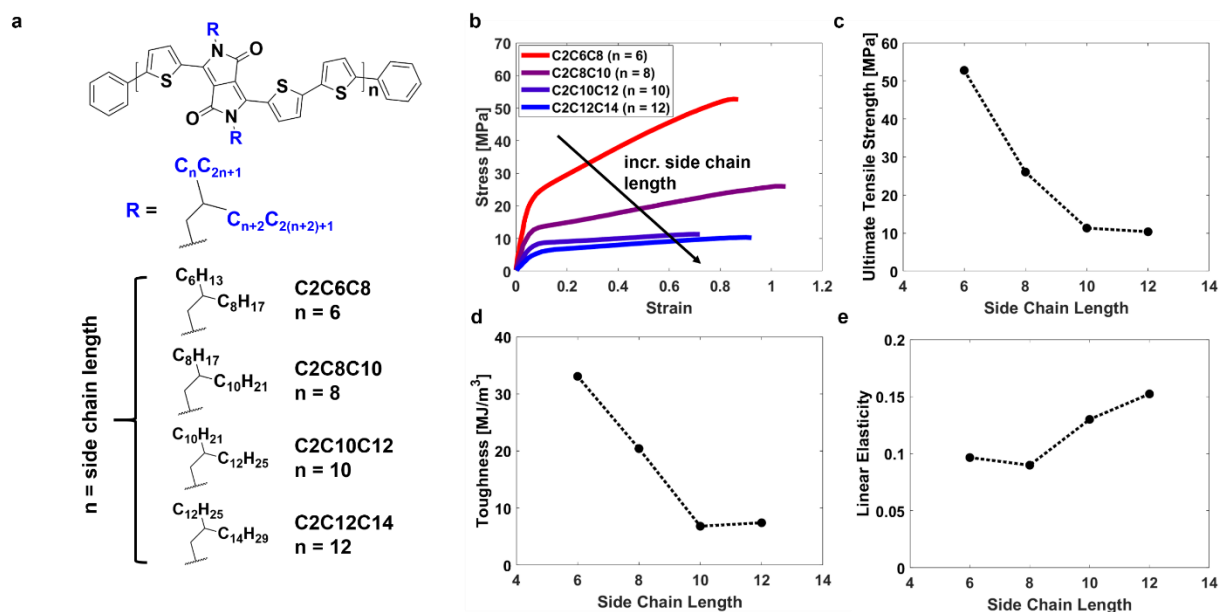 a
R
N
O
S
S
S
S
n
O
N
R
CₙC₂ₙ₊₁
R =
Cₙ₊₂C₂₍ₙ₊₂₎₊₁
n = side chain length
C₆H₁₃
C₈H₁₇
C2C6C8
n = 6
C₈H₁₇
C₁₀H₂₁
C2C8C10
n = 8
C₁₀H₂₁
C₁₂H₂₅
C2C10C12
n = 10
C₁₂H₂₅
C₁₄H₂₉
C2C12C14
n = 12
b
70
60
50
40
30
20
10
0
Stress [MPa]
C2C6C8 (n = 6)
C2C8C10 (n = 8)
C2C10C12 (n = 10)
C2C12C14 (n = 12)
incr. side chain
length
0 0.2 0.4 0.6 0.8 1 1.2
Strain
c
60
50
40
30
20
10
0
Ultimate Tensile Strength [MPa]
4 6 8 10 12 14
Side Chain Length
d
40
30
20
10
0
Toughness [MJ/m³]
4 6 8 10 12 14
Side Chain Length
e
0.2
0.15
0.1
0.05
0
Linear Elasticity
4 6 8 10 12 14
Side Chain Length